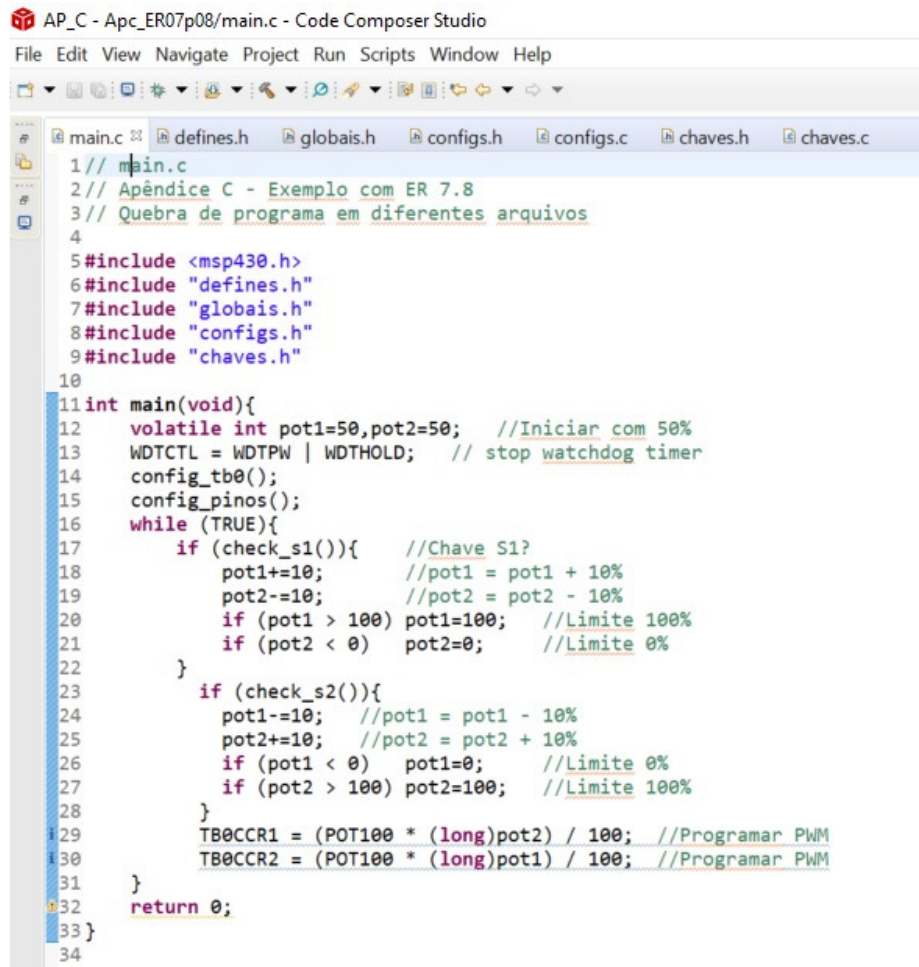 AP_C - Apc_ER07p08/main.c - Code Composer Studio
File Edit View Navigate Project Run Scripts Window Help
main.c defines.h globais.h configs.h configs.c chaves.h chaves.c
1 // main.c
2 // Apêndice C - Exemplo com ER 7.8
3 // Quebra de programa em diferentes arquivos
4
5 #include <msp430.h>
6 #include "defines.h"
7 #include "globais.h"
8 #include "configs.h"
9 #include "chaves.h"
10
11 int main(void){
12     volatile int pot1=50,pot2=50;   //Iniciar com 50%
13     WDTCTL = WDTPW | WDTHOLD;   // stop watchdog timer
14     config_tb0();
15     config_pinos();
16     while (TRUE){
17         if (check_s1()){    //Chave S1?
18             pot1+=10;       //pot1 = pot1 + 10%
19             pot2-=10;       //pot2 = pot2 - 10%
20             if (pot1 > 100) pot1=100;   //Limite 100%
21             if (pot2 < 0)   pot2=0;     //Limite 0%
22         }
23           if (check_s2()){
24             pot1-=10;   //pot1 = pot1 - 10%
25             pot2+=10;   //pot2 = pot2 + 10%
26             if (pot1 < 0)   pot1=0;     //Limite 0%
27             if (pot2 > 100) pot2=100;   //Limite 100%
28           }
29           TB0CCR1 = (POT100 * (long)pot2) / 100;  //Programar PWM
30           TB0CCR2 = (POT100 * (long)pot1) / 100;  //Programar PWM
31     }
32     return 0;
33 }
34